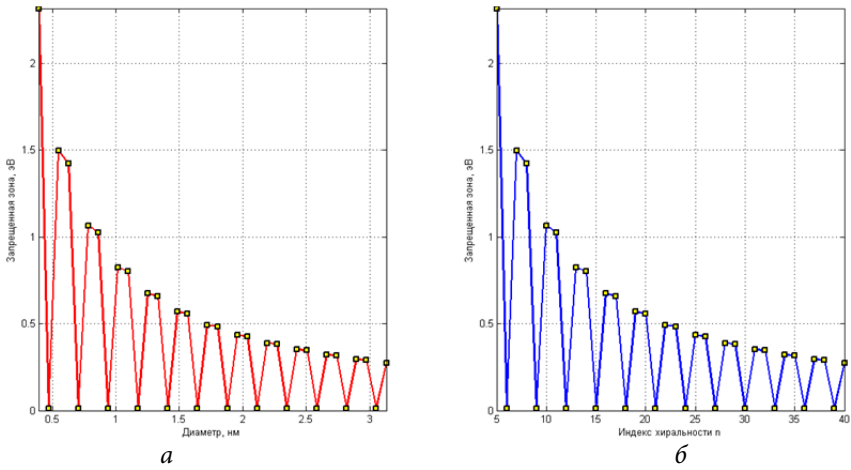 Запрещенная зона, эВ
2
1.5
1
0.5
0
0.5 1 1.5 2 2.5 3
Диаметр, нм
а
Запрещенная зона, эВ
2
1.5
1
0.5
0
5 10 15 20 25 30 35 40
Индекс хиральности n
б